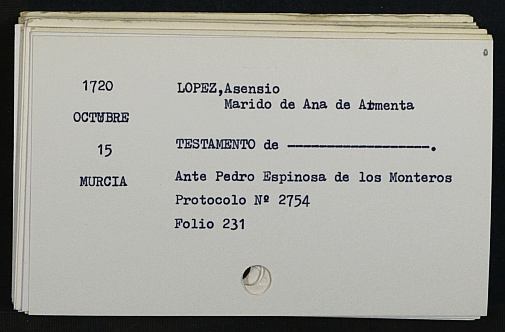 1720
OCTUBRE
15
MURCIA
LOPEZ,Asensio
Marido de Ana de Armenta
TESTAMENTO de ------------------.
Ante Pedro Espinosa de los Monteros
Protocolo Nº 2754
Folio 231